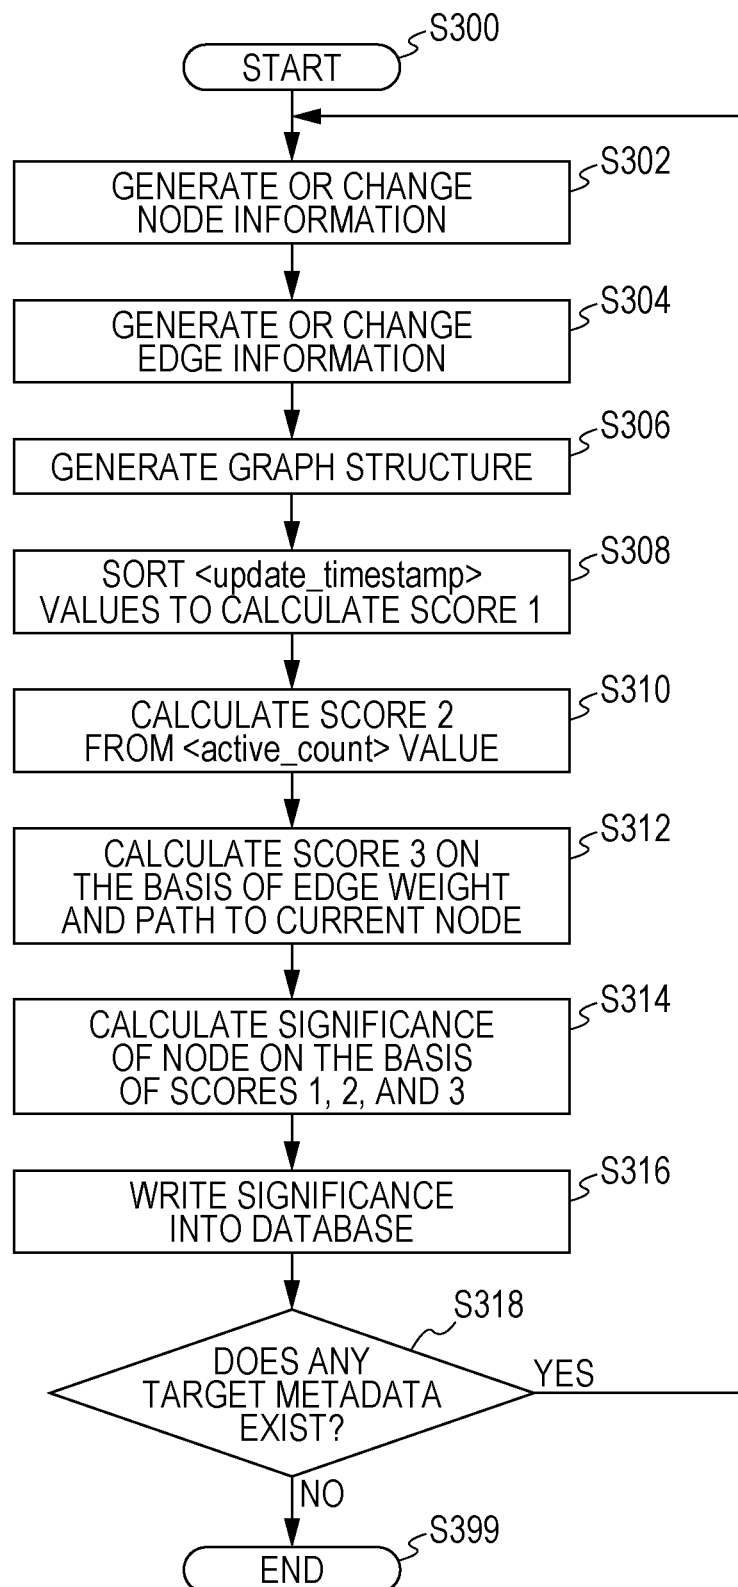 S300
START
S302
GENERATE OR CHANGE
NODE INFORMATION
S304
GENERATE OR CHANGE
EDGE INFORMATION
S306
GENERATE GRAPH STRUCTURE
S308
SORT <update_timestamp>
VALUES TO CALCULATE SCORE 1
S310
CALCULATE SCORE 2
FROM <active_count> VALUE
S312
CALCULATE SCORE 3 ON
THE BASIS OF EDGE WEIGHT
AND PATH TO CURRENT NODE
S314
CALCULATE SIGNIFICANCE
OF NODE ON THE BASIS
OF SCORES 1, 2, AND 3
S316
WRITE SIGNIFICANCE
INTO DATABASE
S318
DOES ANY
TARGET METADATA
EXIST?
YES
NO
S399
END